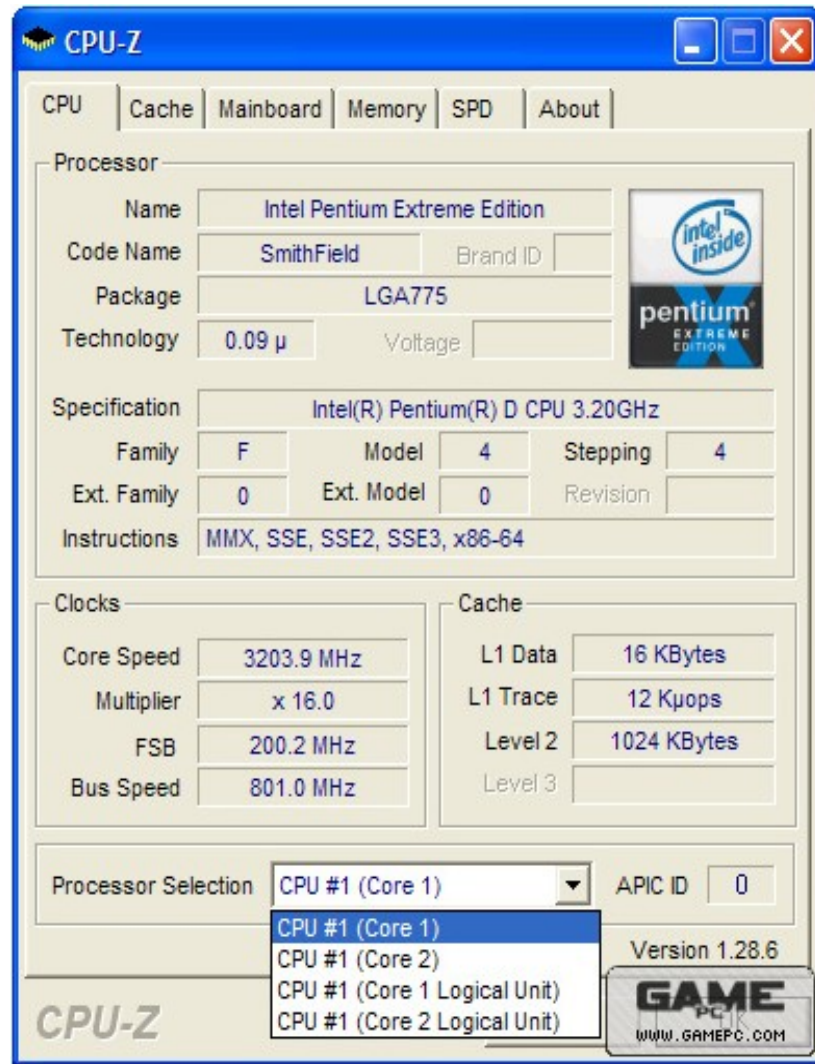 CPU-Z
CPU Cache Mainboard Memory SPD About
Processor
Name Intel Pentium Extreme Edition
Code Name SmithField Brand ID
Package LGA775
Technology 0.09 µ Voltage
intel inside
pentium
EXTREME
EDITION
Specification Intel(R) Pentium(R) D CPU 3.20GHz
Family F Model 4 Stepping 4
Ext. Family 0 Ext. Model 0 Revision
Instructions MMX, SSE, SSE2, SSE3, x86-64
Clocks
Core Speed 3203.9 MHz
Multiplier x 16.0
FSB 200.2 MHz
Bus Speed 801.0 MHz
Cache
L1 Data 16 KBytes
L1 Trace 12 Kµops
Level 2 1024 KBytes
Level 3
Processor Selection CPU #1 (Core 1) APIC ID 0
CPU #1 (Core 1)
CPU #1 (Core 2)
CPU #1 (Core 1 Logical Unit)
CPU #1 (Core 2 Logical Unit)
Version 1.28.6
CPU-Z
GAME
PC
WWW.GAMEPC.COM